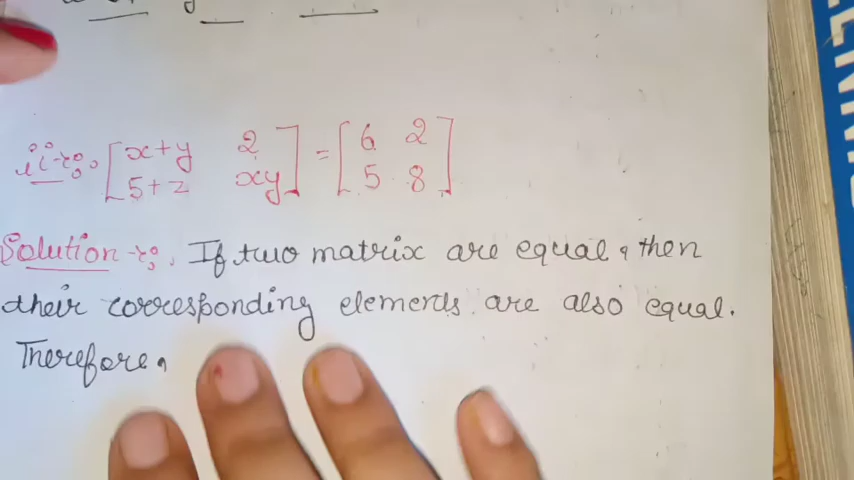 ii → [x+y 2] = [6 2]
[5+z xy] [5 8]
Solution → If two matrix are equal, then
their corresponding elements are also equal.
Therefore,